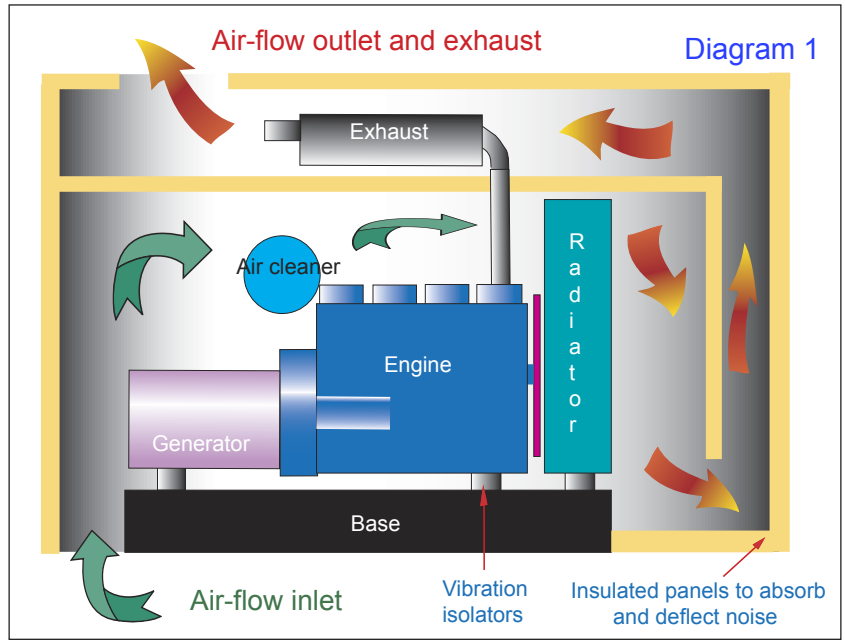 Air-flow outlet and exhaust
Diagram 1
Exhaust
Air cleaner
Radiator
Engine
Generator
Base
Air-flow inlet
Vibration
isolators
Insulated panels to absorb
and deflect noise